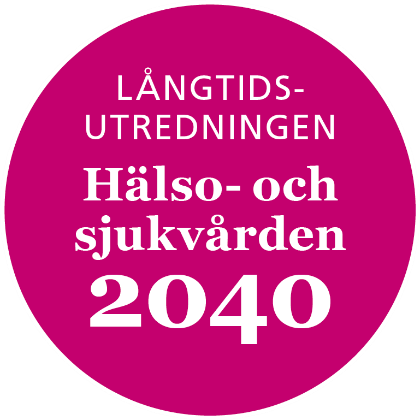 LÅNGTIDS-
UTREDNINGEN
Hälso- och
sjukvården
2040